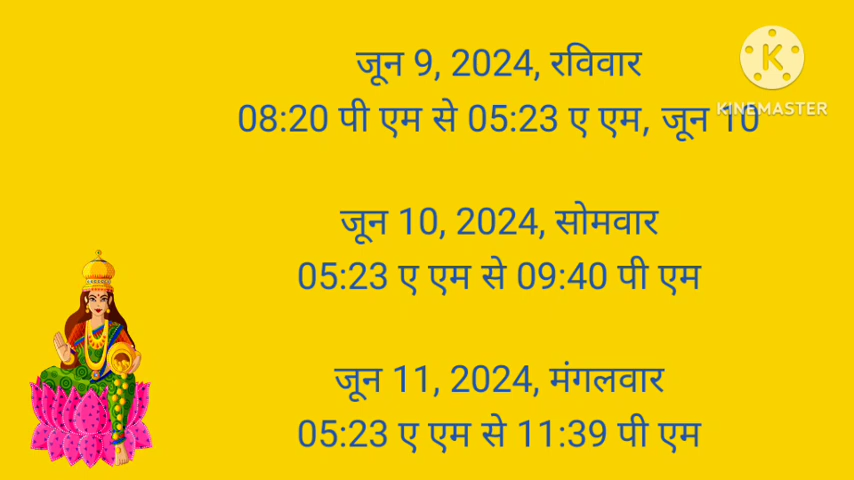 जून 9, 2024, रविवार
08:20 पी एम से 05:23 ए एम, जून 10
KINEMASTER
जून 10, 2024, सोमवार
05:23 ए एम से 09:40 पी एम
जून 11, 2024, मंगलवार
05:23 ए एम से 11:39 पी एम